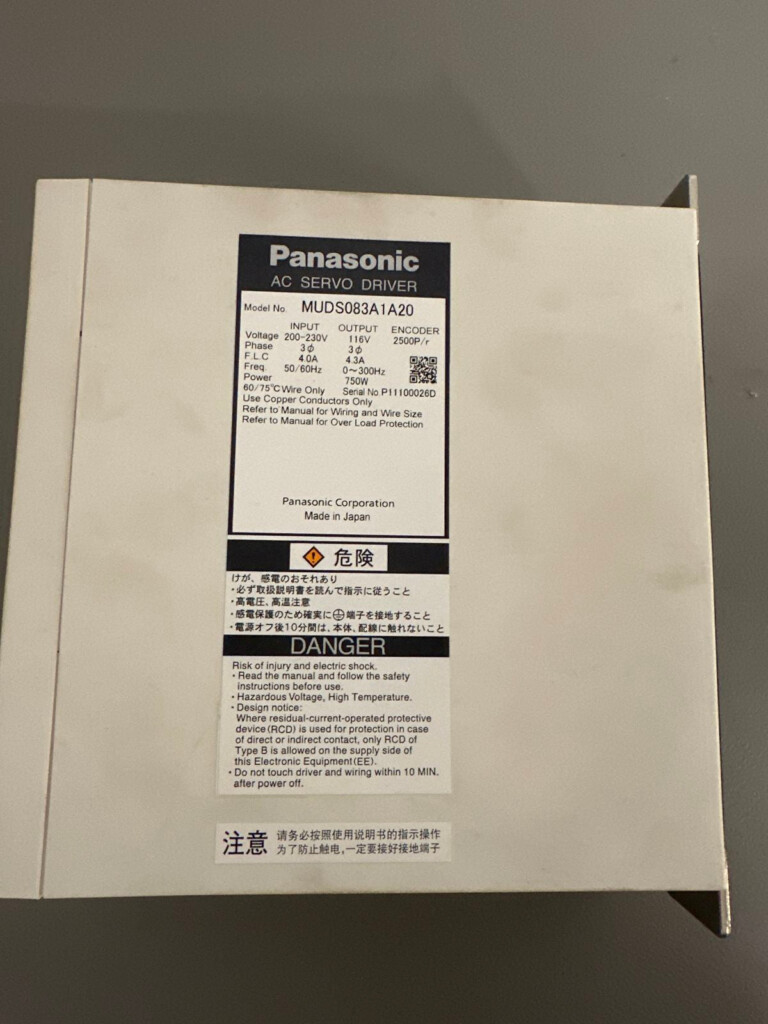 Panasonic
AC SERVO DRIVER
Model No. MUDS083A1A20
INPUT OUTPUT ENCODER
Voltage 200-230V 116V 2500P/r
Phase 3φ 3φ
F.L.C 4.0A 4.3A
Freq. 50/60Hz 0～300Hz
Power 750W
60/75℃ Wire Only Serial No.P11100026D
Use Copper Conductors Only
Refer to Manual for Wiring and Wire Size
Refer to Manual for Over Load Protection
Panasonic Corporation
Made in Japan
危険
けが、感電のおそれあり
・必ず取扱説明書を読んで指示に従うこと
・高電圧、高温注意
・感電保護のため確実に⏚端子を接地すること
・電源オフ後10分間は、本体、配線に触れないこと
DANGER
Risk of injury and electric shock.
・Read the manual and follow the safety
instructions before use.
・Hazardous Voltage, High Temperature.
・Design notice:
Where residual-current-operated protective
device(RCD) is used for protection in case
of direct or indirect contact, only RCD of
Type B is allowed on the supply side of
this Electronic Equipment(EE).
・Do not touch driver and wiring within 10 MIN.
after power off.
注意 请务必按照使用说明书的指示操作
为了防止触电,一定要接好接地端子